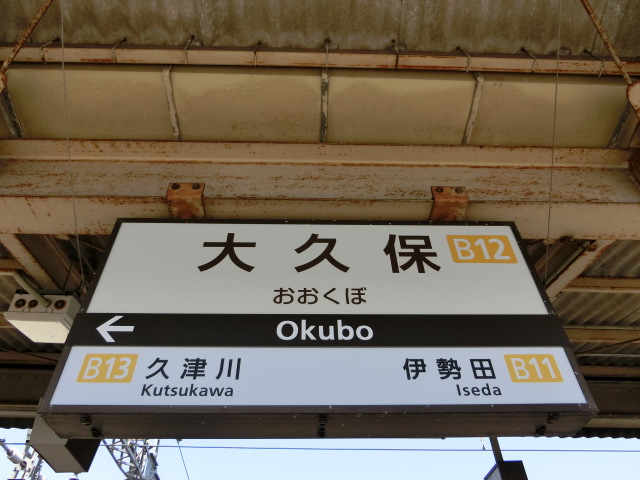 大久保 B12
おおくぼ
← Okubo
B13 久津川 伊勢田 B11
Kutsukawa Iseda